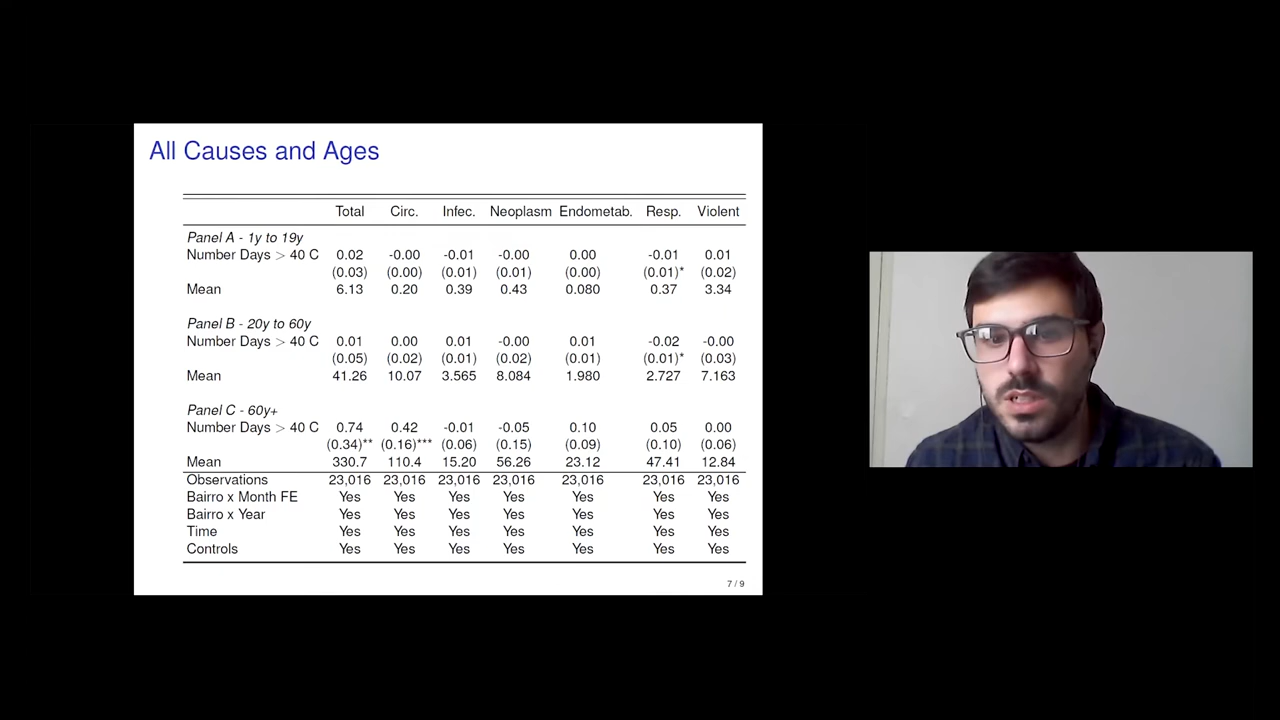 All Causes and Ages
Total Circ. Infec. Neoplasm Endometab. Resp. Violent
Panel A - 1y to 19y
Number Days > 40 C 0.02 -0.00 -0.01 -0.00 0.00 -0.01 0.01
(0.03) (0.00) (0.01) (0.01) (0.00) (0.01)* (0.02)
Mean 6.13 0.20 0.39 0.43 0.080 0.37 3.34
Panel B - 20y to 60y
Number Days > 40 C 0.01 0.00 0.01 -0.00 0.01 -0.02 -0.00
(0.05) (0.02) (0.01) (0.02) (0.01) (0.01)* (0.03)
Mean 41.26 10.07 3.565 8.084 1.980 2.727 7.163
Panel C - 60y+
Number Days > 40 C 0.74 0.42 -0.01 -0.05 0.10 0.05 0.00
(0.34)** (0.16)*** (0.06) (0.15) (0.09) (0.10) (0.06)
Mean 330.7 110.4 15.20 56.26 23.12 47.41 12.84
Observations 23,016 23,016 23,016 23,016 23,016 23,016 23,016
Bairro x Month FE Yes Yes Yes Yes Yes Yes Yes
Bairro x Year Yes Yes Yes Yes Yes Yes Yes
Time Yes Yes Yes Yes Yes Yes Yes
Controls Yes Yes Yes Yes Yes Yes Yes
7 / 9